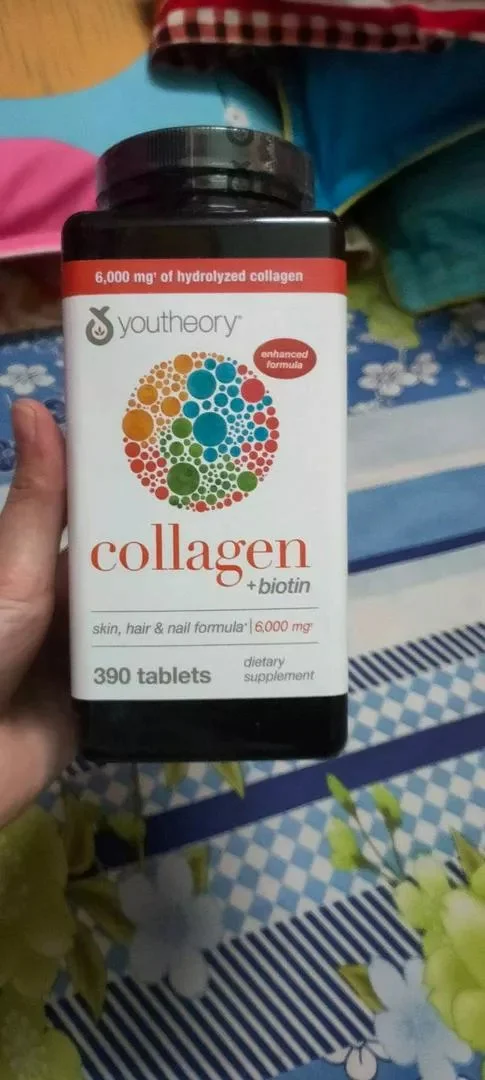 6,000 mg† of hydrolyzed collagen
youtheory®
enhanced
formula
collagen
+biotin
skin, hair & nail formula* | 6,000 mg†
390 tablets
dietary
supplement